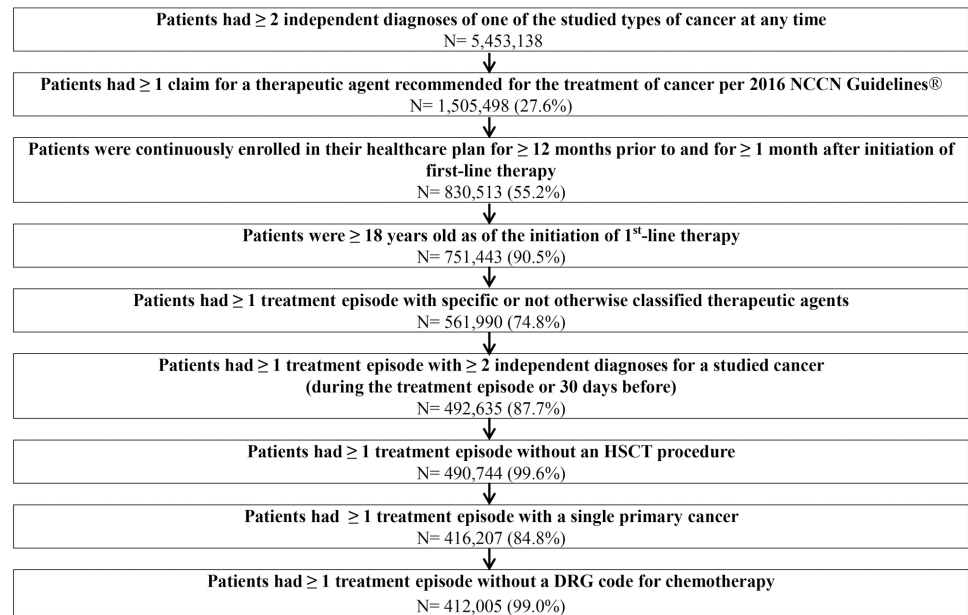 Patients had ≥ 2 independent diagnoses of one of the studied types of cancer at any time
N= 5,453,138
Patients had ≥ 1 claim for a therapeutic agent recommended for the treatment of cancer per 2016 NCCN Guidelines®
N= 1,505,498 (27.6%)
Patients were continuously enrolled in their healthcare plan for ≥ 12 months prior to and for ≥ 1 month after initiation of
first-line therapy
N= 830,513 (55.2%)
Patients were ≥ 18 years old as of the initiation of 1st-line therapy
N= 751,443 (90.5%)
Patients had ≥ 1 treatment episode with specific or not otherwise classified therapeutic agents
N= 561,990 (74.8%)
Patients had ≥ 1 treatment episode with ≥ 2 independent diagnoses for a studied cancer
(during the treatment episode or 30 days before)
N= 492,635 (87.7%)
Patients had ≥ 1 treatment episode without an HSCT procedure
N= 490,744 (99.6%)
Patients had ≥ 1 treatment episode with a single primary cancer
N= 416,207 (84.8%)
Patients had ≥ 1 treatment episode without a DRG code for chemotherapy
N= 412,005 (99.0%)